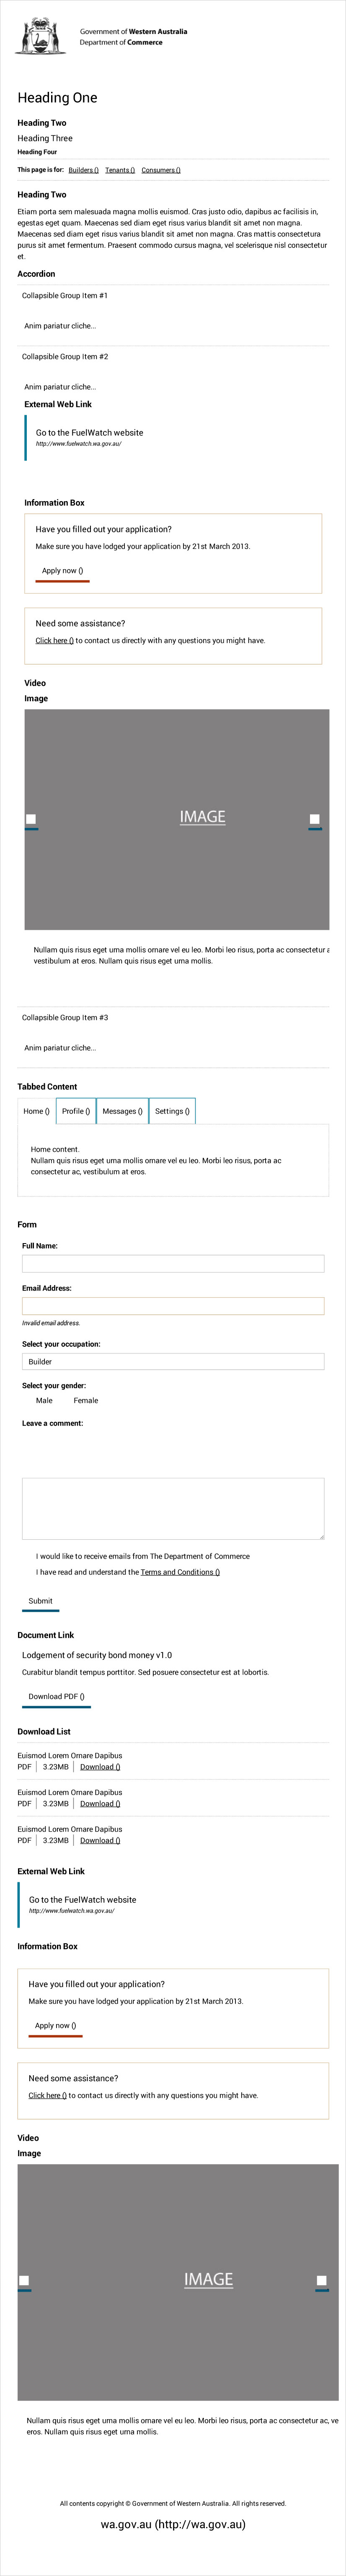 Government of Western Australia
Department of Commerce
Heading One
Heading Two
Heading Three
Heading Four
This page is for: Builders () Tenants () Consumers ()
Heading Two
Etiam porta sem malesuada magna mollis euismod. Cras justo odio, dapibus ac facilisis in,
egestas eget quam. Maecenas sed diam eget risus varius blandit sit amet non magna.
Maecenas sed diam eget risus varius blandit sit amet non magna. Cras mattis consectetura
purus sit amet fermentum. Praesent commodo cursus magna, vel scelerisque nisl consectetur
et.
Accordion
Collapsible Group Item #1
Anim pariatur cliche...
Collapsible Group Item #2
Anim pariatur cliche...
External Web Link
Go to the FuelWatch website
http://www.fuelwatch.wa.gov.au/
Information Box
Have you filled out your application?
Make sure you have lodged your application by 21st March 2013.
Apply now ()
Need some assistance?
Click here () to contact us directly with any questions you might have.
Video
Image
IMAGE
Nullam quis risus eget urna mollis ornare vel eu leo. Morbi leo risus, porta ac consectetur a
vestibulum at eros. Nullam quis risus eget urna mollis.
Collapsible Group Item #3
Anim pariatur cliche...
Tabbed Content
Home () Profile () Messages () Settings ()
Home content.
Nullam quis risus eget urna mollis ornare vel eu leo. Morbi leo risus, porta ac
consectetur ac, vestibulum at eros.
Form
Full Name:
Email Address:
Invalid email address.
Select your occupation:
Builder
Select your gender:
Male Female
Leave a comment:
I would like to receive emails from The Department of Commerce
I have read and understand the Terms and Conditions ()
Submit
Document Link
Lodgement of security bond money v1.0
Curabitur blandit tempus porttitor. Sed posuere consectetur est at lobortis.
Download PDF ()
Download List
Euismod Lorem Ornare Dapibus
PDF 3.23MB Download ()
Euismod Lorem Ornare Dapibus
PDF 3.23MB Download ()
Euismod Lorem Ornare Dapibus
PDF 3.23MB Download ()
External Web Link
Go to the FuelWatch website
http://www.fuelwatch.wa.gov.au/
Information Box
Have you filled out your application?
Make sure you have lodged your application by 21st March 2013.
Apply now ()
Need some assistance?
Click here () to contact us directly with any questions you might have.
Video
Image
IMAGE
Nullam quis risus eget urna mollis ornare vel eu leo. Morbi leo risus, porta ac consectetur ac, ve
eros. Nullam quis risus eget urna mollis.
All contents copyright © Government of Western Australia. All rights reserved.
wa.gov.au (http://wa.gov.au)